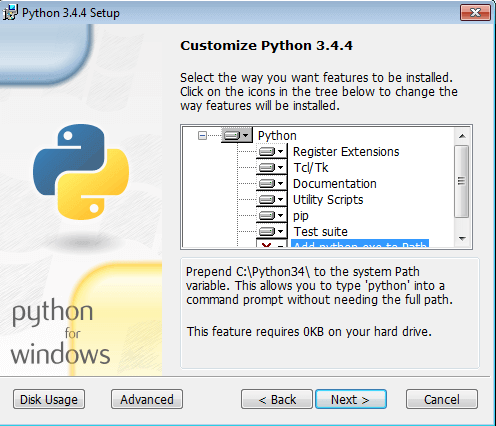 Python 3.4.4 Setup
Customize Python 3.4.4
Select the way you want features to be installed.
Click on the icons in the tree below to change the
way features will be installed.
Python
Register Extensions
Tcl/Tk
Documentation
Utility Scripts
pip
Test suite
Add python.exe to Path
Prepend C:\Python34\ to the system Path
variable. This allows you to type 'python' into a
command prompt without needing the full path.
This feature requires 0KB on your hard drive.
python
for
windows
Disk Usage
Advanced
< Back
Next >
Cancel